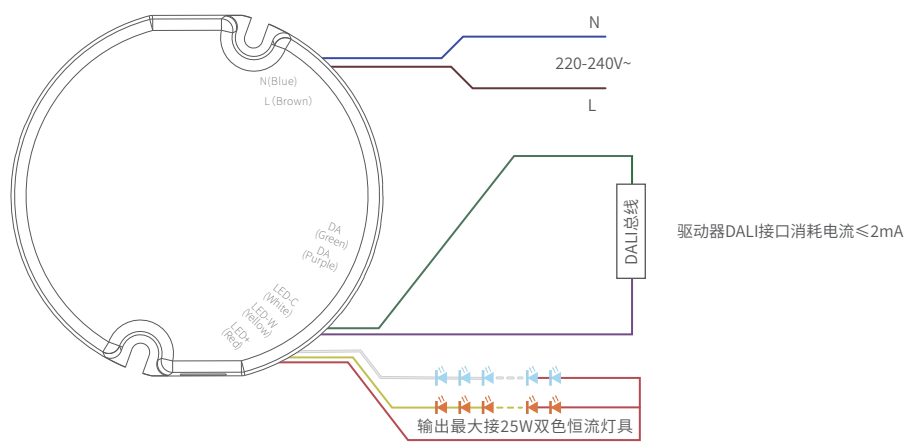 N
220-240V~
L
N(Blue)
L（Brown）
DA
(Green)
DA
(Purple)
LED-C
(White)
LED-W
(Yellow)
LED+
(Red)
DALI总线
驱动器DALI接口消耗电流≤2mA
输出最大接25W双色恒流灯具